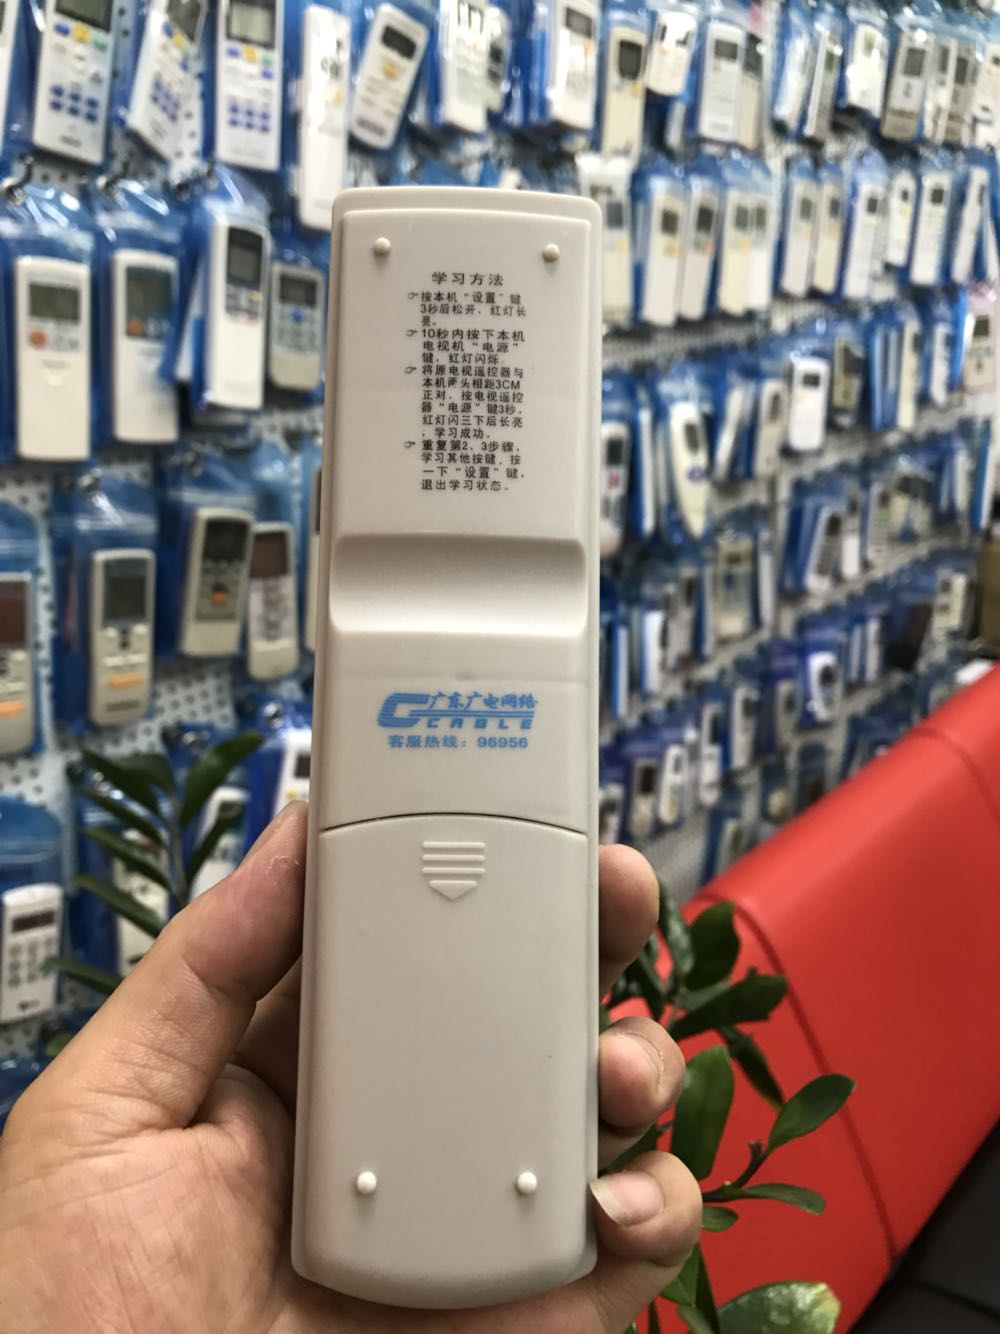 学习方法
☞按本机“设置”键
3秒后松开，红灯长
亮。
☞10秒内按下本机
电视机“电源”
键，红灯闪烁。
☞将原电视遥控器与
本机两头相距3CM
正对，按电视遥控
器“电源”键3秒，
红灯闪三下后长亮
，学习成功。
☞重复第2、3步骤，
学习其他按键，按
一下“设置”键，
退出学习状态。
广东广电网络
CABLE
客服热线：96956